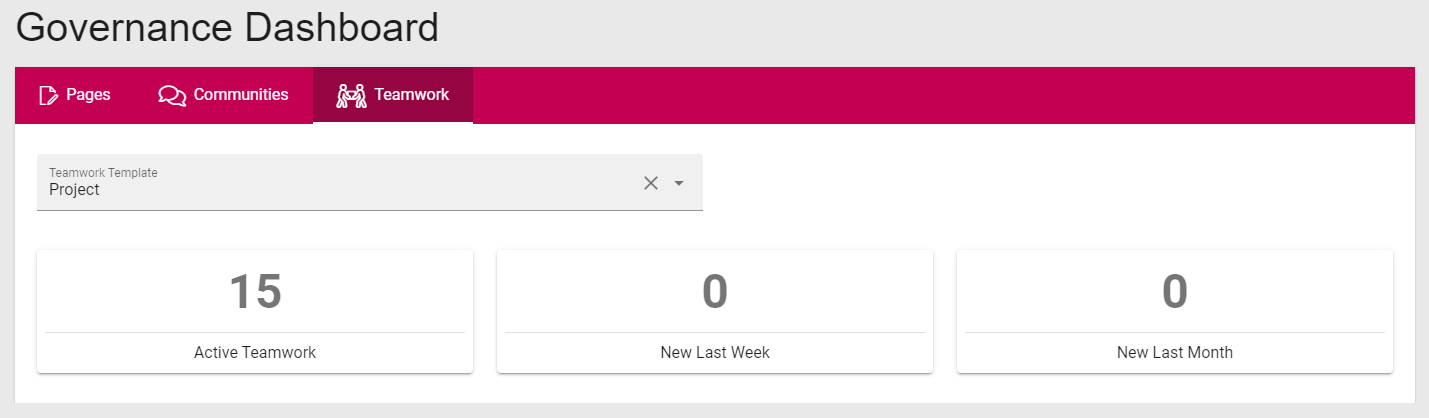 Governance Dashboard
Pages Communities Teamwork
Teamwork Template
Project
15 0 0
Active Teamwork New Last Week New Last Month